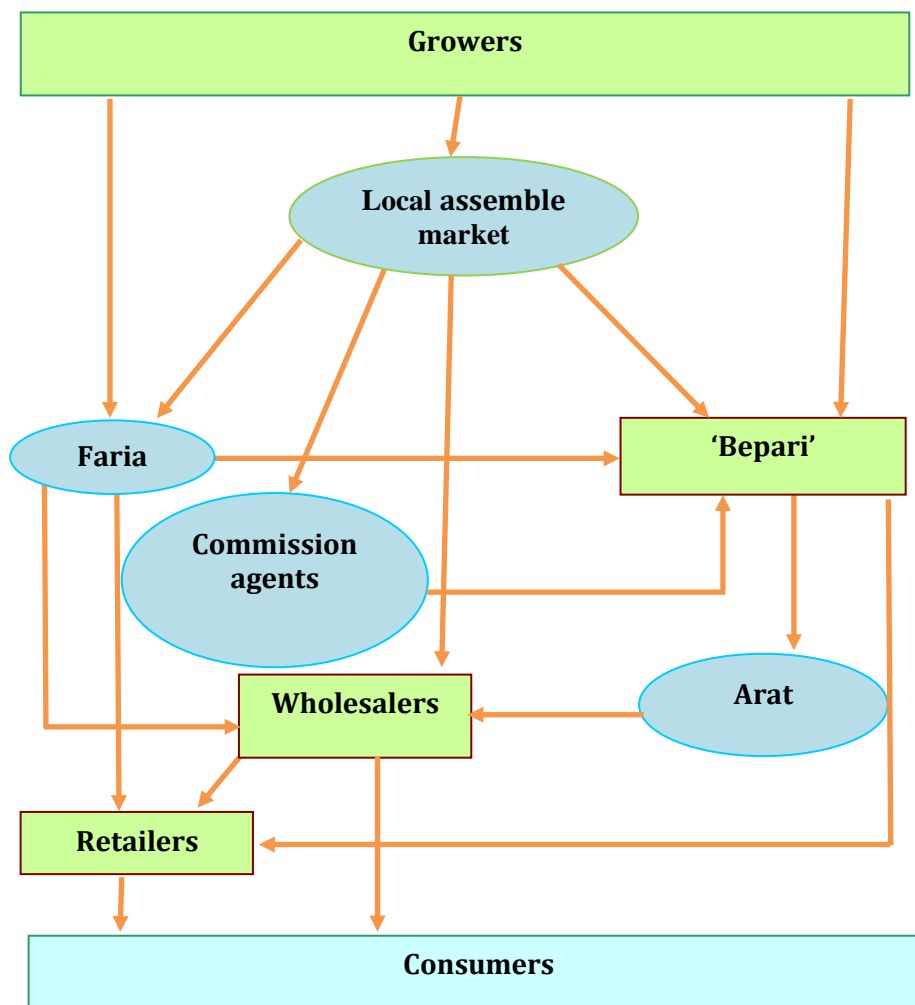 Growers
Local assemble
market
Faria
‘Bepari’
Commission
agents
Wholesalers
Arat
Retailers
Consumers